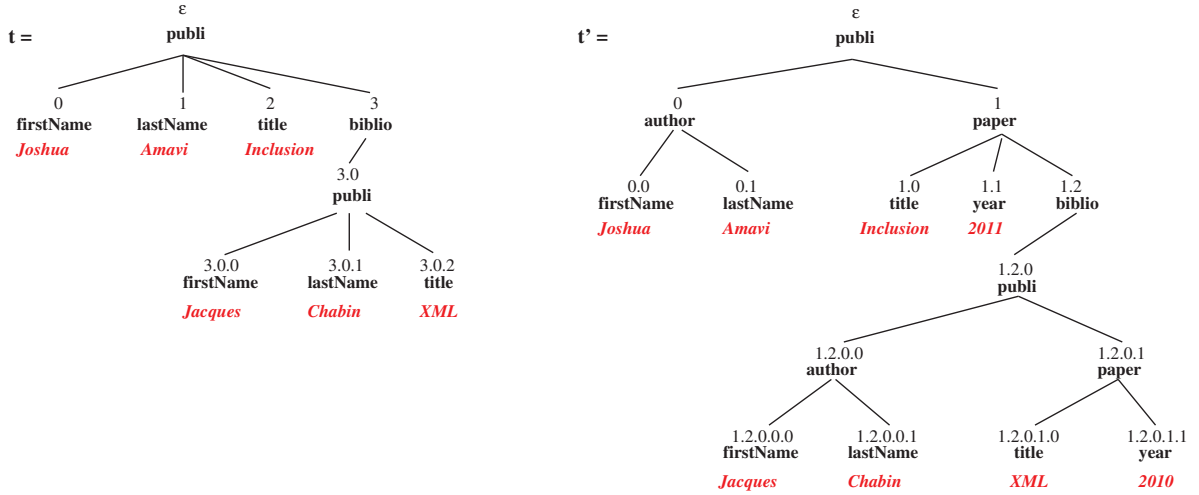 ε
t = publi
0 1 2 3
firstName lastName title biblio
Joshua Amavi Inclusion
3.0
publi
3.0.0 3.0.1 3.0.2
firstName lastName title
Jacques Chabin XML
ε
t' = publi
0 1
author paper
0.0 0.1 1.0 1.1 1.2
firstName lastName title year biblio
Joshua Amavi Inclusion 2011
1.2.0
publi
1.2.0.0 1.2.0.1
author paper
1.2.0.0.0 1.2.0.0.1 1.2.0.1.0 1.2.0.1.1
firstName lastName title year
Jacques Chabin XML 2010